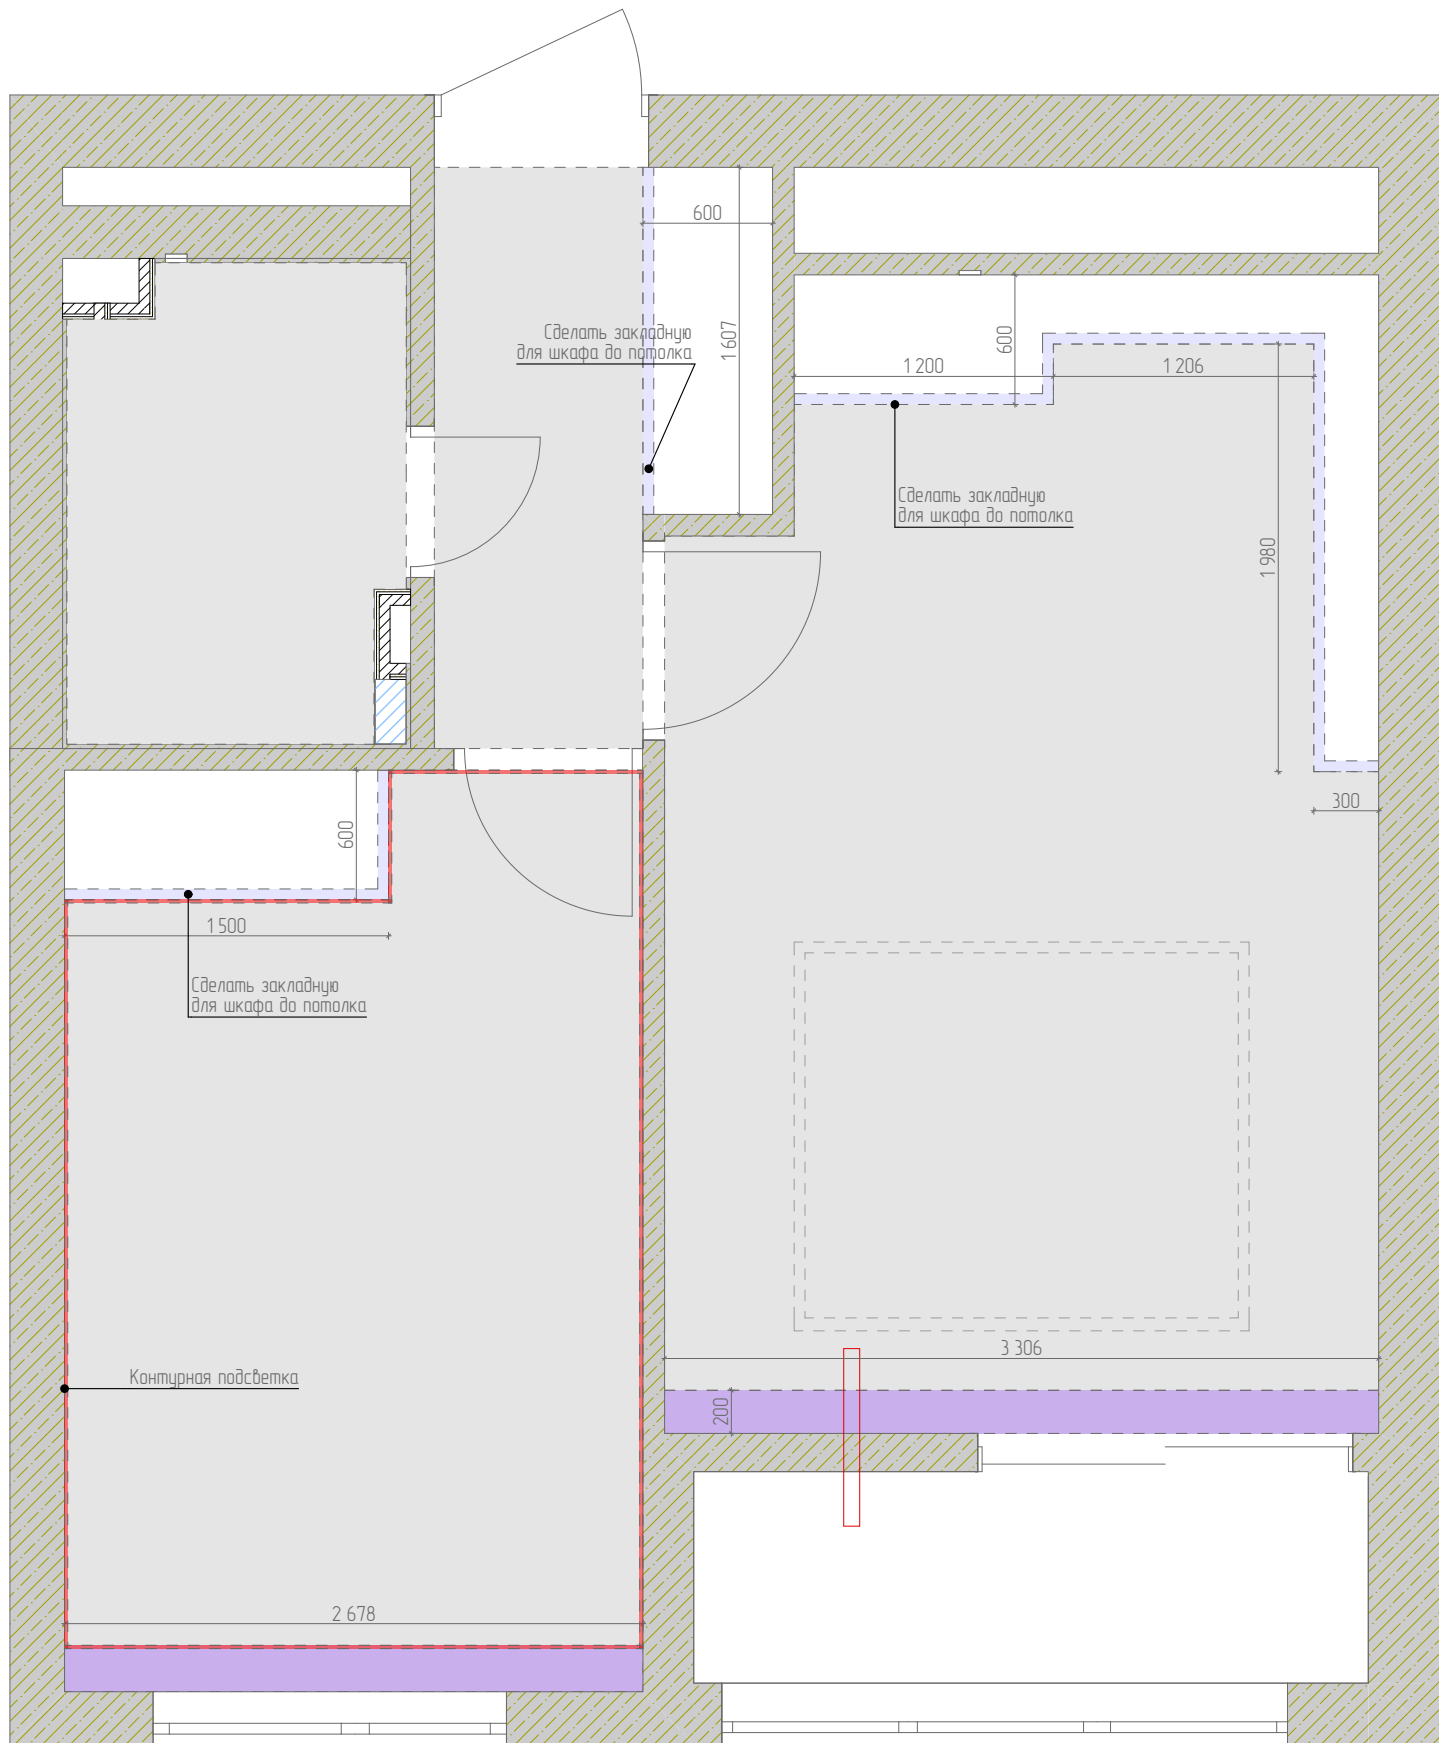 600
Сделать закладную
для шкафа до потолка
1 607
600
1 200
1 206
Сделать закладную
для шкафа до потолка
1 980
300
600
1 500
Сделать закладную
для шкафа до потолка
3 306
Контурная подсветка
200
2 678